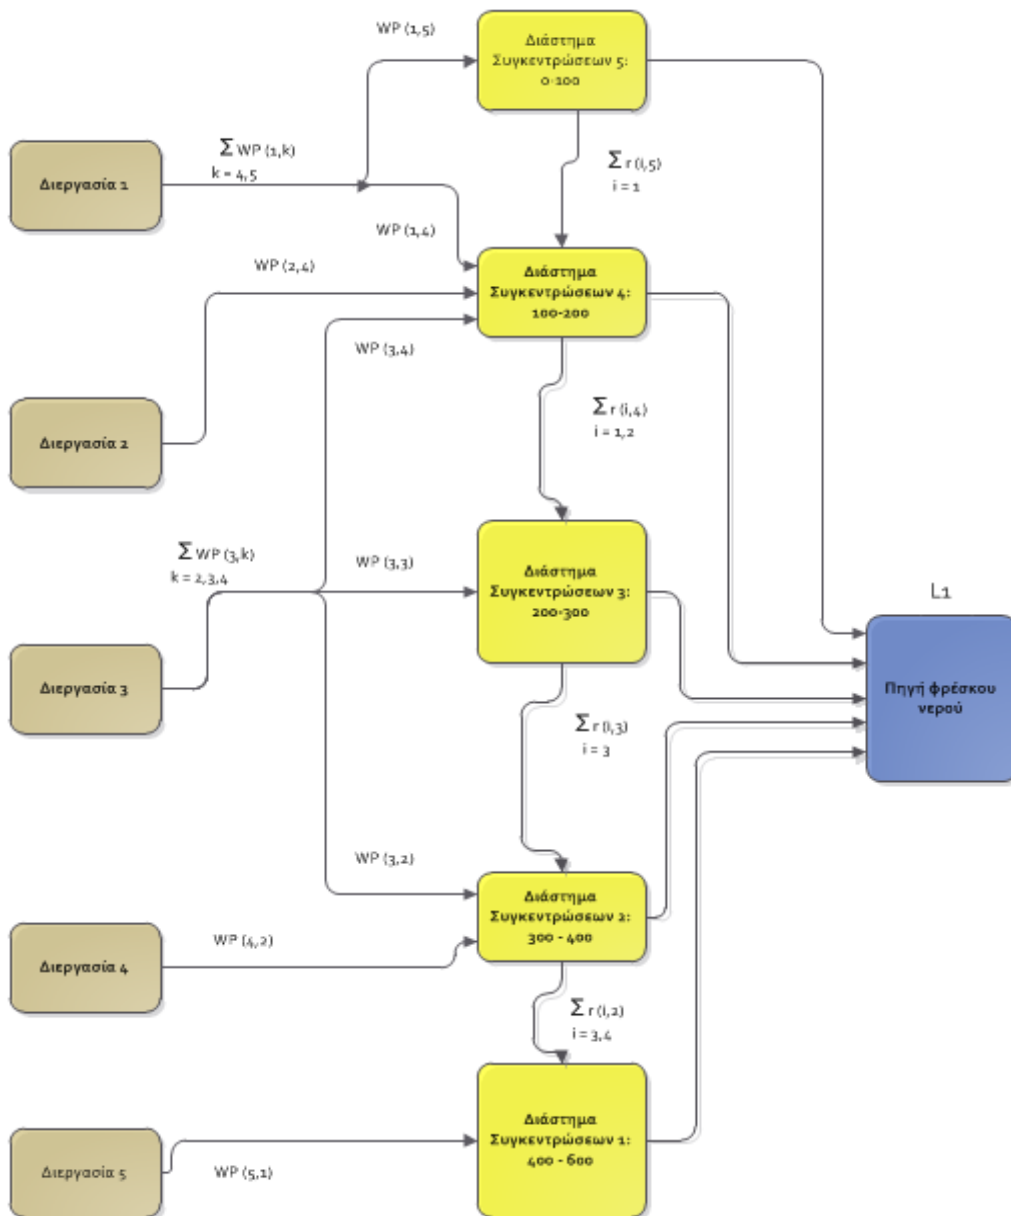 WP (1,5)
Διάστημα
Συγκεντρώσεων 5:
0-100
Σ WP (1,k)
k = 4,5
Διεργασία 1
Σ r (i,5)
i = 1
WP (1,4)
WP (2,4)
Διάστημα
Συγκεντρώσεων 4:
100-200
WP (3,4)
Σ r (i,4)
i = 1,2
Διεργασία 2
Σ WP (3,k)
k = 2,3,4
WP (3,3)
Διάστημα
Συγκεντρώσεων 3:
200-300
L1
Διεργασία 3
Πηγή φρέσκου
νερού
Σ r (i,3)
i = 3
WP (3,2)
Διάστημα
Συγκεντρώσεων 2:
300 - 400
WP (4,2)
Διεργασία 4
Σ r (i,2)
i = 3,4
Διάστημα
Συγκεντρώσεων 1:
400 - 600
Διεργασία 5
WP (5,1)